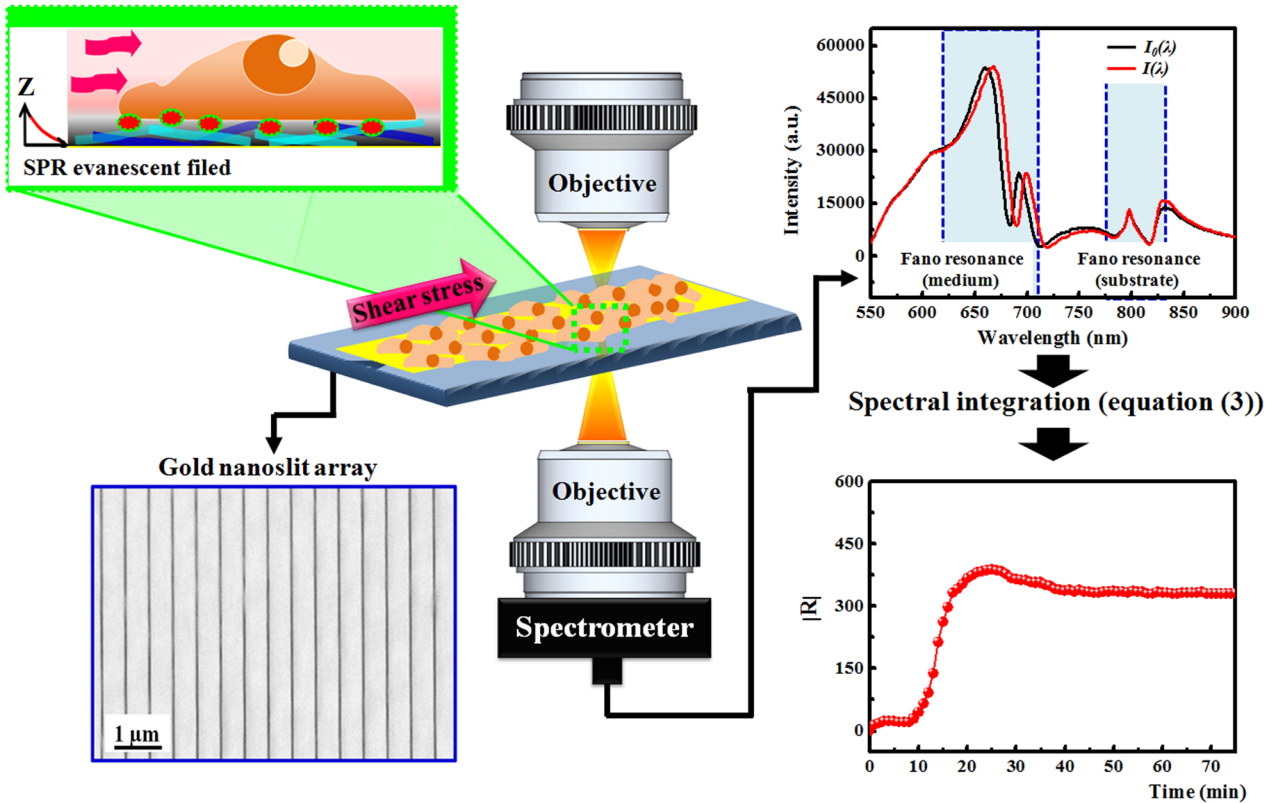 Z
SPR evanescent filed
Objective
Shear stress
Gold nanoslit array
1 μm
Objective
Spectrometer
60000
45000
30000
15000
0
Intensity (a.u.)
I₀(λ)
I(λ)
Fano resonance
(medium)
Fano resonance
(substrate)
550 600 650 700 750 800 850 900
Wavelength (nm)
Spectral integration (equation (3))
600
450
300
150
0
|R|
0 10 20 30 40 50 60 70
Time (min)